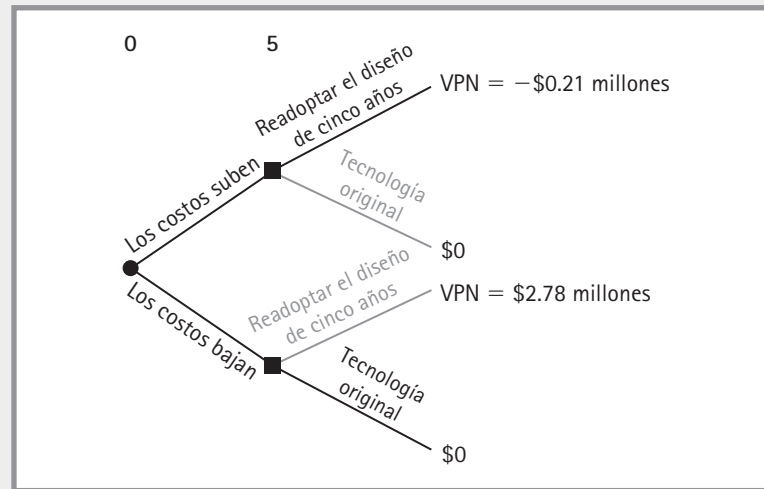 0 5
Readoptar el diseño
de cinco años
VPN = −$0.21 millones
Los costos suben
Tecnología
original
$0
Readoptar el diseño
de cinco años
VPN = $2.78 millones
Los costos bajan
Tecnología
original
$0